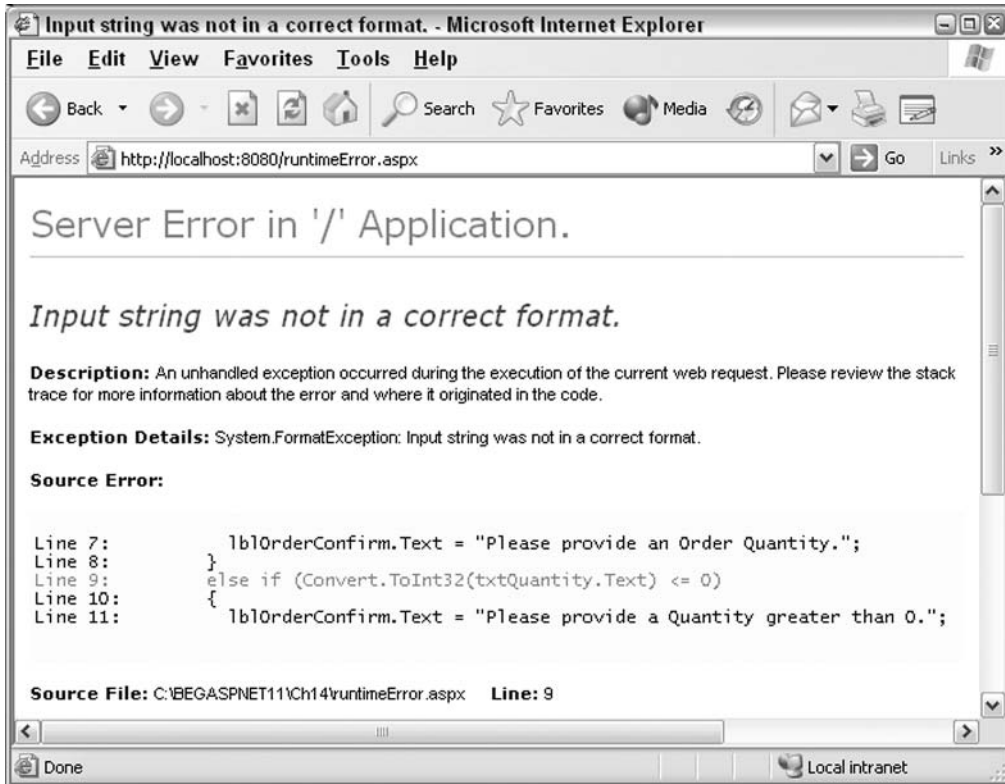 Input string was not in a correct format. - Microsoft Internet Explorer
File Edit View Favorites Tools Help
Back Search Favorites Media
Address http://localhost:8080/runtimeError.aspx Go Links »
Server Error in '/' Application.
Input string was not in a correct format.
Description: An unhandled exception occurred during the execution of the current web request. Please review the stack
trace for more information about the error and where it originated in the code.
Exception Details: System.FormatException: Input string was not in a correct format.
Source Error:
Line 7: lblOrderConfirm.Text = "Please provide an Order Quantity.";
Line 8: }
Line 9: else if (Convert.ToInt32(txtQuantity.Text) <= 0)
Line 10: {
Line 11: lblOrderConfirm.Text = "Please provide a Quantity greater than 0.";
Source File: C:\BEGASPNET11\Ch14\runtimeError.aspx Line: 9
Done Local intranet